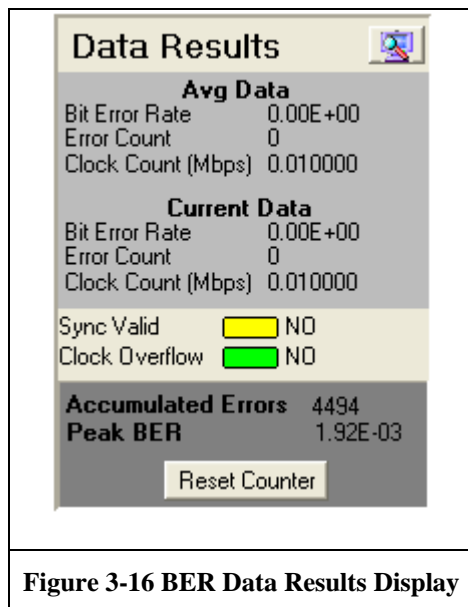 Data Results
Avg Data
Bit Error Rate 0.00E+00
Error Count 0
Clock Count (Mbps) 0.010000
Current Data
Bit Error Rate 0.00E+00
Error Count 0
Clock Count (Mbps) 0.010000
Sync Valid NO
Clock Overflow NO
Accumulated Errors 4494
Peak BER 1.92E-03
Reset Counter
Figure 3-16 BER Data Results Display